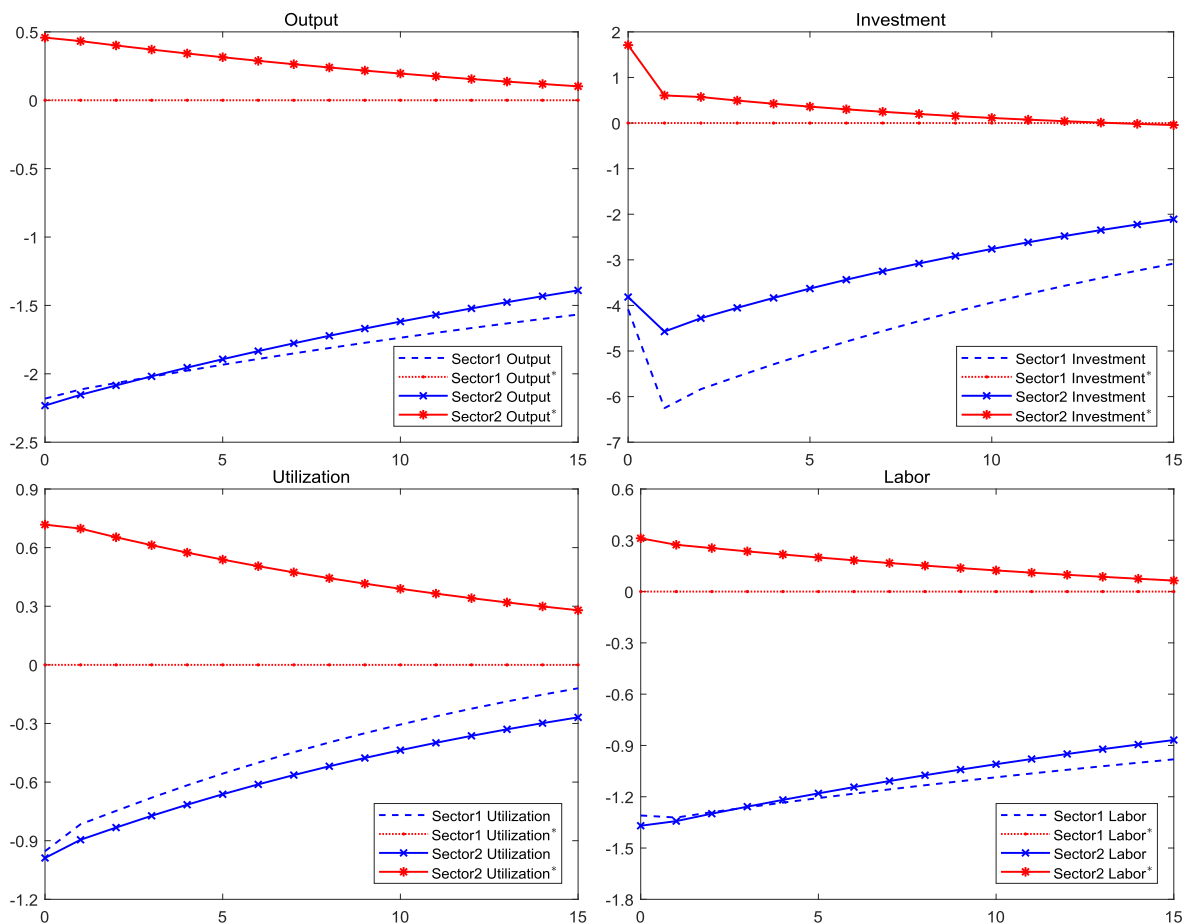 Output
0.5
0
-0.5
-1
-1.5
-2
-2.5
0
5
10
15
Sector1 Output
Sector1 Output*
Sector2 Output
Sector2 Output*
Investment
2
1
0
-1
-2
-3
-4
-5
-6
-7
0
5
10
15
Sector1 Investment
Sector1 Investment*
Sector2 Investment
Sector2 Investment*
Utilization
0.9
0.6
0.3
0
-0.3
-0.6
-0.9
-1.2
0
5
10
15
Sector1 Utilization
Sector1 Utilization*
Sector2 Utilization
Sector2 Utilization*
Labor
0.6
0.3
0
-0.3
-0.6
-0.9
-1.2
-1.5
-1.8
0
5
10
15
Sector1 Labor
Sector1 Labor*
Sector2 Labor
Sector2 Labor*